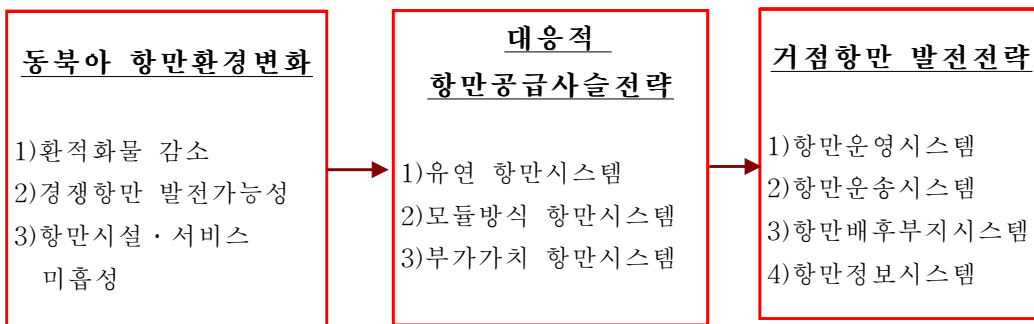 동북아 항만환경변화
1)환적화물 감소
2)경쟁항만 발전가능성
3)항만시설·서비스
미흡성
대응적
항만공급사슬전략
1)유연 항만시스템
2)모듈방식 항만시스템
3)부가가치 항만시스템
거점항만 발전전략
1)항만운영시스템
2)항만운송시스템
3)항만배후부지시스템
4)항만정보시스템